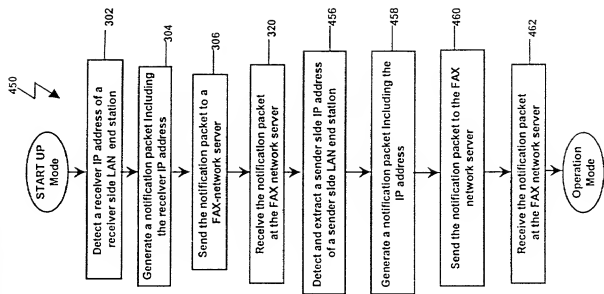 450
START UP
Mode
Detect a receiver IP address of a
receiver side LAN end station
302
Generate a notification packet Including
the receiver IP address
304
Send the notification packet to a
FAX-network server
306
Receive the notification packet
at the FAX network server
320
Detect and extract a sender side IP address
of a sender side LAN end station
456
Generate a notification packet Including the
IP address
458
Send the notification packet to the FAX
network server
460
Receive the notification packet
at the FAX network server
462
Operation
Mode